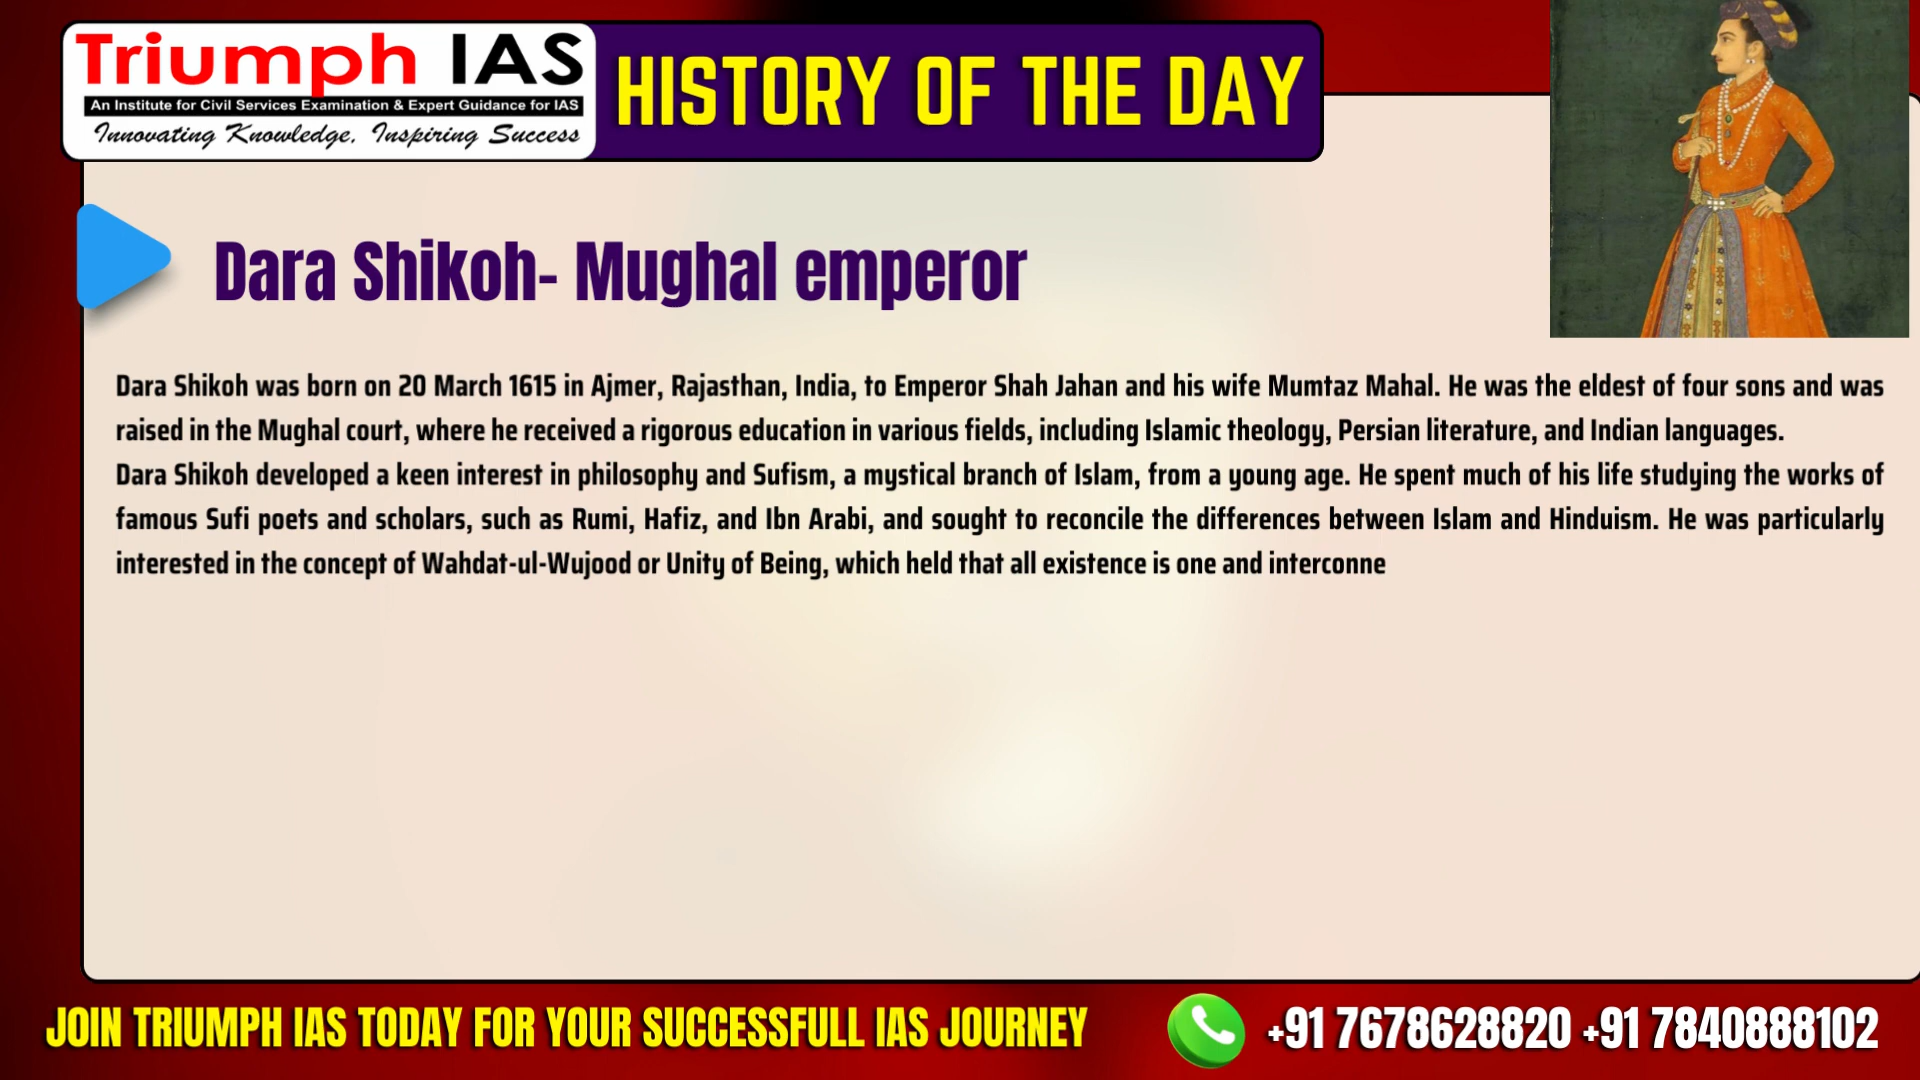 Triumph IAS
An Institute for Civil Services Examination & Expert Guidance for IAS
Innovating Knowledge, Inspiring Success
HISTORY OF THE DAY
Dara Shikoh- Mughal emperor
Dara Shikoh was born on 20 March 1615 in Ajmer, Rajasthan, India, to Emperor Shah Jahan and his wife Mumtaz Mahal. He was the eldest of four sons and was
raised in the Mughal court, where he received a rigorous education in various fields, including Islamic theology, Persian literature, and Indian languages.
Dara Shikoh developed a keen interest in philosophy and Sufism, a mystical branch of Islam, from a young age. He spent much of his life studying the works of
famous Sufi poets and scholars, such as Rumi, Hafiz, and Ibn Arabi, and sought to reconcile the differences between Islam and Hinduism. He was particularly
interested in the concept of Wahdat-ul-Wujood or Unity of Being, which held that all existence is one and interconne
JOIN TRIUMPH IAS TODAY FOR YOUR SUCCESSFULL IAS JOURNEY
+91 7678628820 +91 7840888102